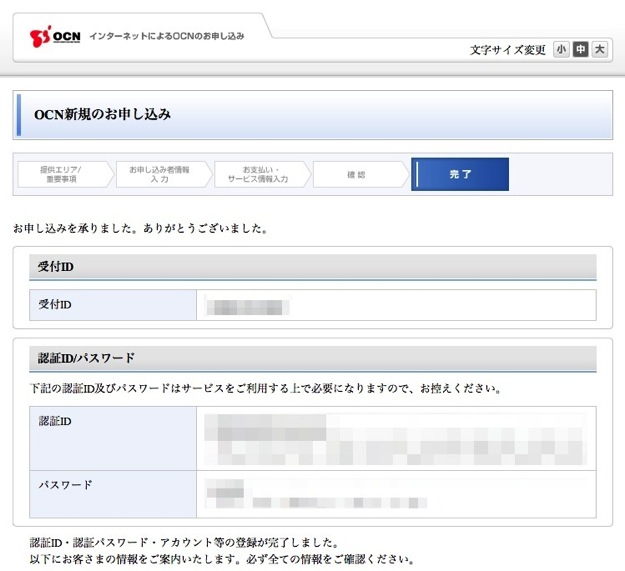 OCN インターネットによるOCNのお申し込み
文字サイズ変更 小 中 大
OCN新規のお申し込み
提供エリア/
重要事項
お申し込み者情報
入 力
お支払い・
サービス情報入力
確 認
完 了
お申し込みを承りました。ありがとうございました。
受付ID
受付ID
認証ID/パスワード
下記の認証ID及びパスワードはサービスをご利用する上で必要になりますので、お控えください。
認証ID
パスワード
認証ID・認証パスワード・アカウント等の登録が完了しました。
以下にお客さまの情報をご案内いたします。必ず全ての情報をご確認ください。